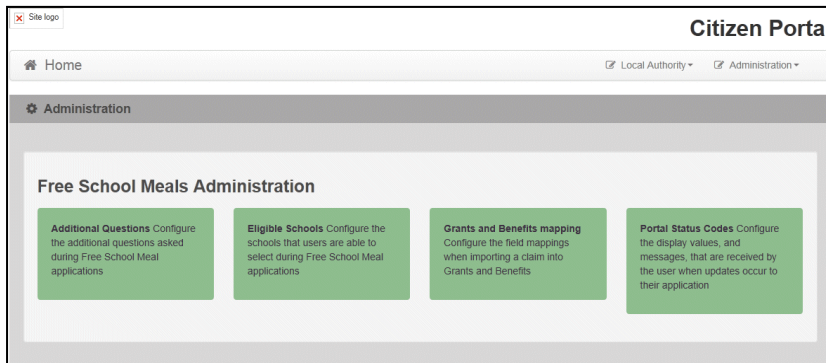 Site logo
Citizen Porta
Home
Local Authority
Administration
Administration
Free School Meals Administration
Additional Questions Configure
the additional questions asked
during Free School Meal
applications
Eligible Schools Configure the
schools that users are able to
select during Free School Meal
applications
Grants and Benefits mapping
Configure the field mappings
when importing a claim into
Grants and Benefits
Portal Status Codes Configure
the display values, and
messages, that are received by
the user when updates occur to
their application